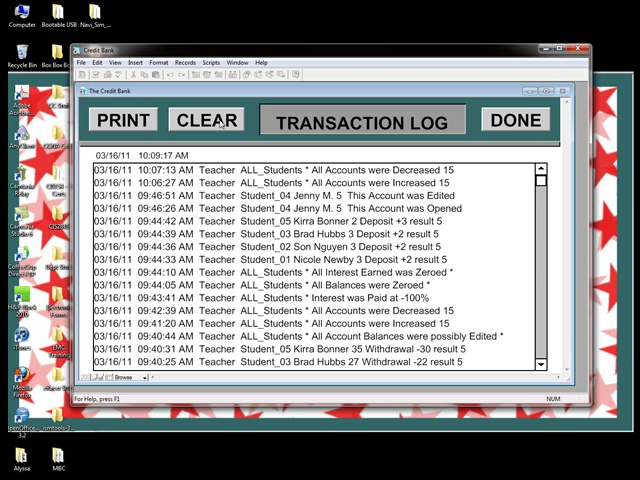 Computer
Bootable USB
Navi_Sim_...
Recycle Bin
Credit Bank
File Edit View Insert Format Records Scripts Window Help
The Credit Bank
PRINT CLEAR TRANSACTION LOG DONE
03/16/11 10:09:17 AM
03/16/11 10:07:13 AM Teacher ALL_Students * All Accounts were Decreased 15
03/16/11 10:06:27 AM Teacher ALL_Students * All Accounts were Increased 15
03/16/11 09:46:51 AM Teacher Student_04 Jenny M. 5 This Account was Edited
03/16/11 09:46:26 AM Teacher Student_04 Jenny M. 5 This Account was Opened
03/16/11 09:44:42 AM Teacher Student_05 Kirra Bonner 2 Deposit +3 result 5
03/16/11 09:44:39 AM Teacher Student_03 Brad Hubbs 3 Deposit +2 result 5
03/16/11 09:44:36 AM Teacher Student_02 Son Nguyen 3 Deposit +2 result 5
03/16/11 09:44:33 AM Teacher Student_01 Nicole Newby 3 Deposit +2 result 5
03/16/11 09:44:10 AM Teacher ALL_Students * All Interest Earned was Zeroed *
03/16/11 09:44:05 AM Teacher ALL_Students * All Balances were Zeroed *
03/16/11 09:43:41 AM Teacher ALL_Students * Interest was Paid at -100%
03/16/11 09:42:39 AM Teacher ALL_Students * All Accounts were Decreased 15
03/16/11 09:41:20 AM Teacher ALL_Students * All Accounts were Increased 15
03/16/11 09:40:44 AM Teacher ALL_Students * All Account Balances were possibly Edited *
03/16/11 09:40:31 AM Teacher Student_05 Kirra Bonner 35 Withdrawal -30 result 5
03/16/11 09:40:25 AM Teacher Student_03 Brad Hubbs 27 Withdrawal -22 result 5
Browse
For Help, press F1
NUM
iTunes
Mozilla
Firefox
3.2
Alyssa
MBC